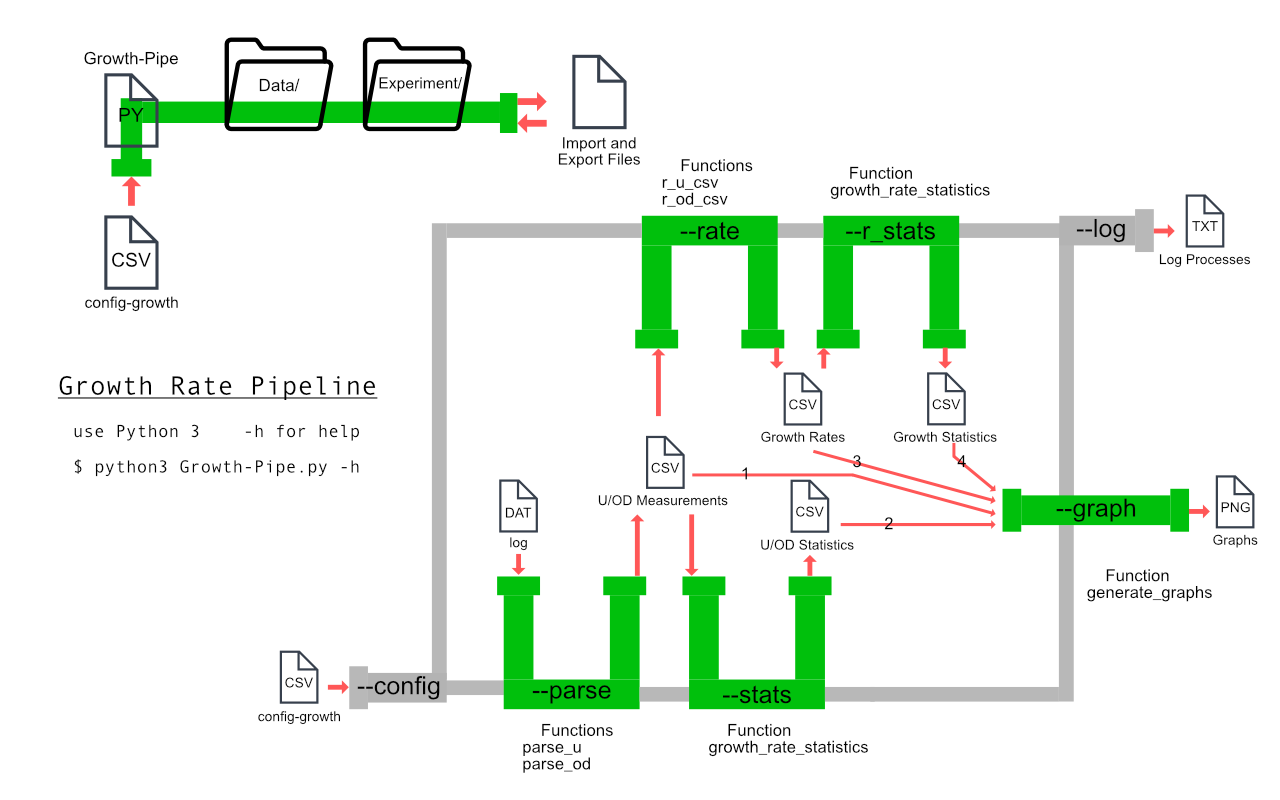 Growth-Pipe
PY
Data/
Experiment/
Import and
Export Files
CSV
config-growth
Growth Rate Pipeline
use Python 3    -h for help
$ python3 Growth-Pipe.py -h
Functions
r_u_csv
r_od_csv
--rate
Function
growth_rate_statistics
--r_stats
--log
TXT
Log Processes
CSV
Growth Rates
CSV
Growth Statistics
3
4
CSV
U/OD Measurements
1
DAT
log
CSV
U/OD Statistics
2
--graph
PNG
Graphs
Function
generate_graphs
CSV
config-growth
--config
--parse
Functions
parse_u
parse_od
--stats
Function
growth_rate_statistics